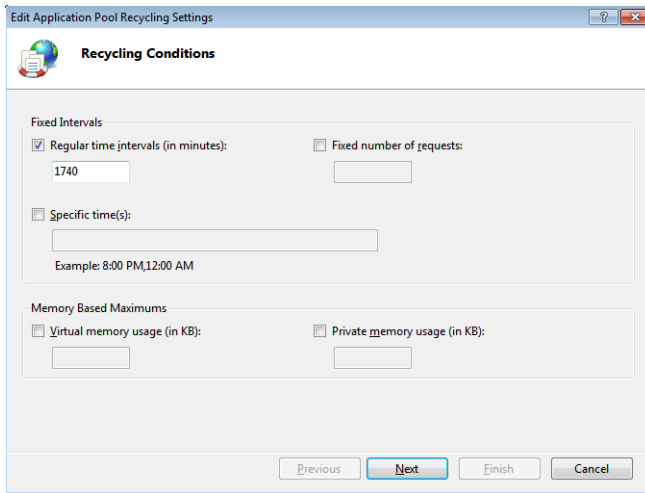 Edit Application Pool Recycling Settings
Recycling Conditions
Fixed Intervals
Regular time intervals (in minutes):
Fixed number of requests:
1740
Specific time(s):
Example: 8:00 PM,12:00 AM
Memory Based Maximums
Virtual memory usage (in KB):
Private memory usage (in KB):
Previous
Next
Finish
Cancel